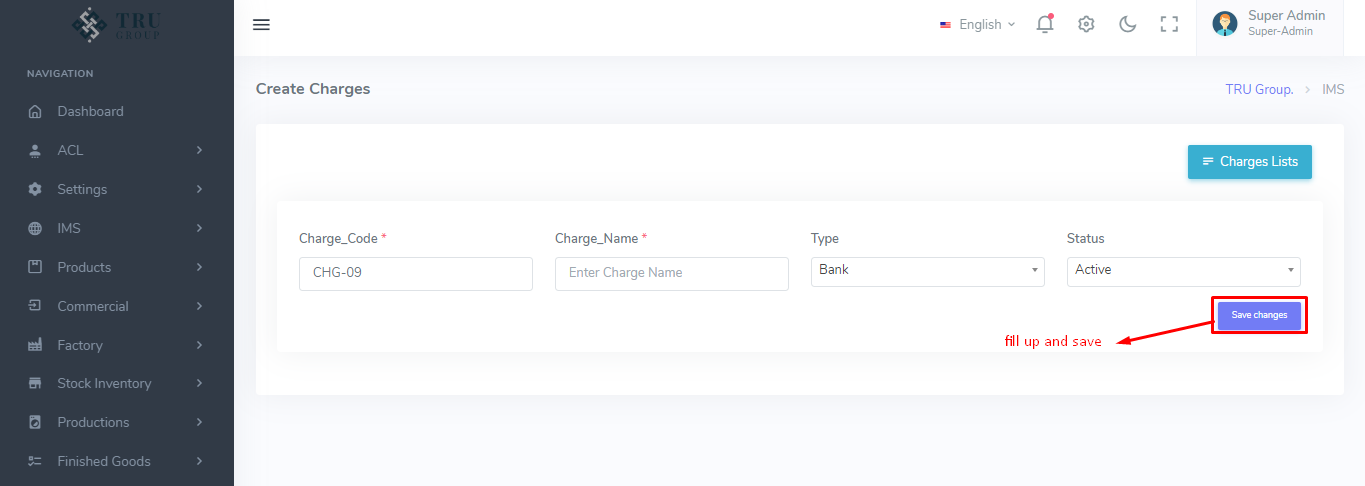 TRU
GROUP
English
Super Admin
Super-Admin
NAVIGATION
Dashboard
ACL
Settings
IMS
Products
Commercial
Factory
Stock Inventory
Productions
Finished Goods
Create Charges
TRU Group. > IMS
Charges Lists
Charge_Code * Charge_Name * Type Status
CHG-09 Enter Charge Name Bank Active
Save changes
fill up and save